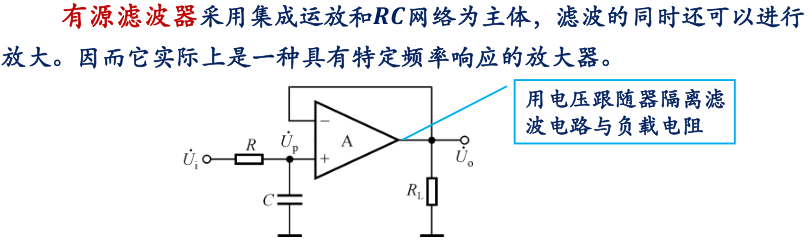 有源滤波器采用集成运放和RC网络为主体，滤波的同时还可以进行
放大。因而它实际上是一种具有特定频率响应的放大器。
用电压跟随器隔离滤
波电路与负载电阻
−
U̇p
R
A
U̇i
+
U̇o
C
RL